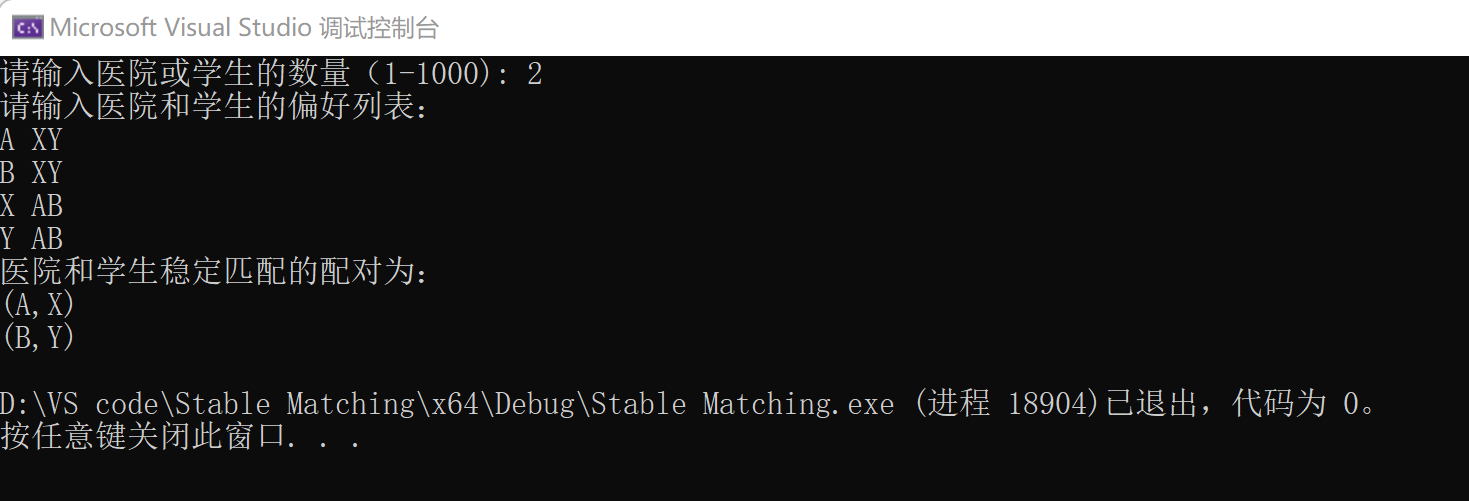 Microsoft Visual Studio 调试控制台
请输入医院或学生的数量（1-1000): 2
请输入医院和学生的偏好列表：
A XY
B XY
X AB
Y AB
医院和学生稳定匹配的配对为：
(A,X)
(B,Y)
D:\VS code\Stable Matching\x64\Debug\Stable Matching.exe (进程 18904)已退出，代码为 0。
按任意键关闭此窗口. . .